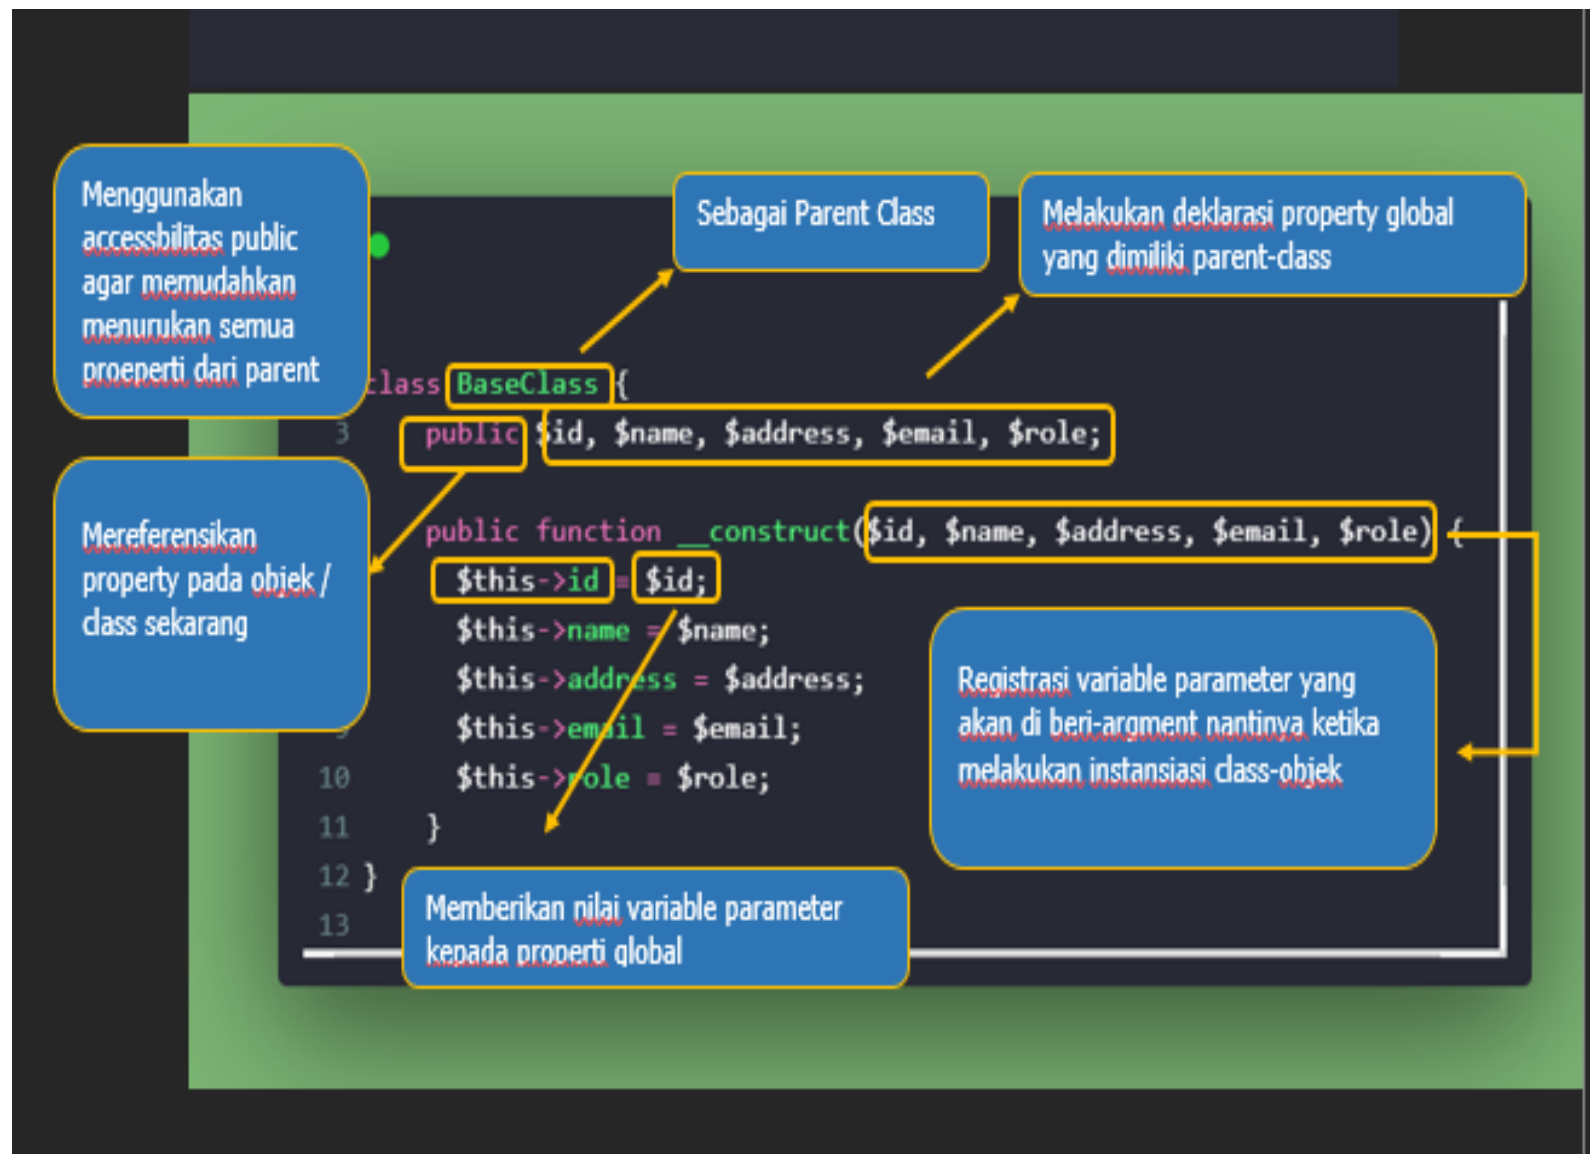 Menggunakan
accessbilitas public
agar memudahkan
menurukan semua
proeperti dari parent
Sebagai Parent Class
Melakukan deklarasi property global
yang dimiliki parent-class
class BaseClass {
3 public $id, $name, $address, $email, $role;
public function __construct($id, $name, $address, $email, $role) {
$this->id = $id;
$this->name = $name;
$this->address = $address;
9 $this->email = $email;
10 $this->role = $role;
11 }
12 }
13
Mereferensikan
property pada objek /
class sekarang
Registrasi variable parameter yang
akan di beri-argment nantinya ketika
melakukan instansiasi class-objek
Memberikan nilai variable parameter
kepada properti global